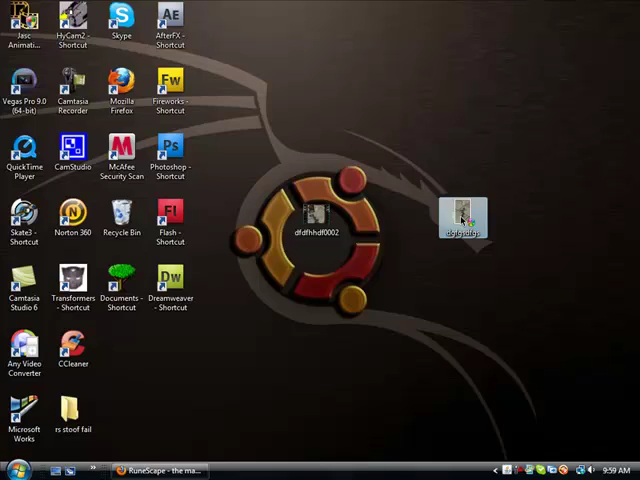 Jasc Animati...
HyCam2 - Shortcut
Skype
AfterFX - Shortcut
Vegas Pro 9.0 (64-bit)
Camtasia Recorder
Mozilla Firefox
Fireworks - Shortcut
QuickTime Player
CamStudio
McAfee Security Scan
Photoshop - Shortcut
Skate3 - Shortcut
Norton 360
Recycle Bin
Flash - Shortcut
dfdfhhdf0002
Camtasia Studio 6
Transformers - Shortcut
Documents - Shortcut
Dreamweaver - Shortcut
Any Video Converter
CCleaner
Microsoft Works
rs stoof fail
RuneScape - the ma...
9:59 AM